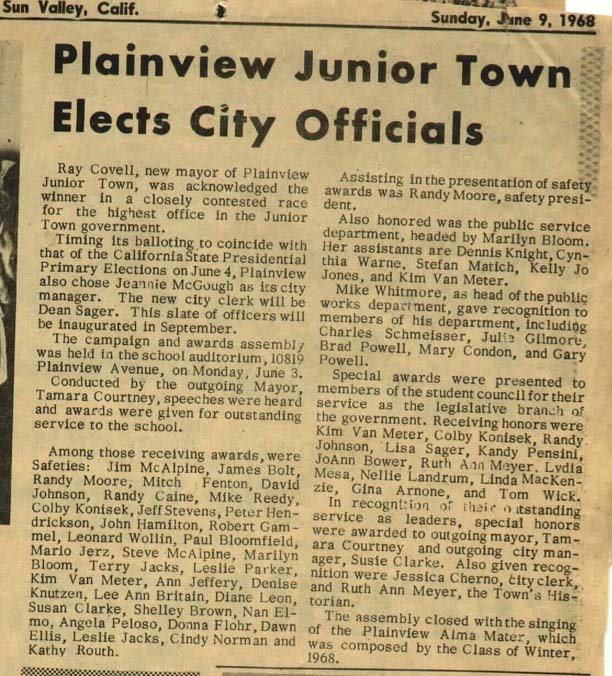 Sun Valley, Calif.
Sunday, June 9, 1968
Plainview Junior Town
Elects City Officials
Ray Covell, new mayor of Plainview
Junior Town, was acknowledged the
winner in a closely contested race
for the highest office in the Junior
Town government.
Timing its balloting to coincide with
that of the California State Presidential
Primary Elections on June 4, Plainview
also chose Jeannie McGough as its city
manager. The new city clerk will be
Dean Sager. This slate of officers will
be inaugurated in September.
The campaign and awards assembly
was held in the school auditorium, 10819
Plainview Avenue, on Monday, June 3.
Conducted by the outgoing Mayor,
Tamara Courtney, speeches were heard
and awards were given for outstanding
service to the school.
Among those receiving awards, were
Safeties: Jim McAlpine, James Bolt,
Randy Moore, Mitch Fenton, David
Johnson, Randy Caine, Mike Reedy,
Colby Konisek, Jeff Stevens, Peter Hen-
drickson, John Hamilton, Robert Gam-
mel, Leonard Wollin, Paul Bloomfield,
Mario Jerz, Steve McAlpine, Marilyn
Bloom, Terry Jacks, Leslie Parker,
Kim Van Meter, Ann Jeffery, Denise
Knutzen, Lee Ann Britain, Diane Leon,
Susan Clarke, Shelley Brown, Nan El-
mo, Angela Peloso, Donna Flohr, Dawn
Ellis, Leslie Jacks, Cindy Norman and
Kathy Routh.
Assisting in the presentation of safety
awards was Randy Moore, safety presi-
dent.
Also honored was the public service
department, headed by Marilyn Bloom.
Her assistants are Dennis Knight, Cyn-
thia Warne, Stefan Matich, Kelly Jo
Jones, and Kim Van Meter.
Mike Whitmore, as head of the public
works department, gave recognition to
members of his department, including
Charles Schmeisser, Julie Gilmore,
Brad Powell, Mary Condon, and Gary
Powell.
Special awards were presented to
members of the student council for their
service as the legislative branch of
the government. Receiving honors were
Kim Van Meter, Colby Konisek, Randy
Johnson, Lisa Sager, Kandy Pensini,
JoAnn Bower, Ruth Ann Meyer, Lydia
Mesa, Nellie Landrum, Linda MacKen-
zie, Gina Arnone, and Tom Wick.
In recognition of their outstanding
service as leaders, special honors
were awarded to outgoing mayor, Tam-
ara Courtney and outgoing city man-
ager, Susie Clarke. Also given recog-
nition were Jessica Cherno, city clerk,
and Ruth Ann Meyer, the Town's His-
torian.
The assembly closed with the singing
of the Plainview Alma Mater, which
was composed by the Class of Winter,
1968.